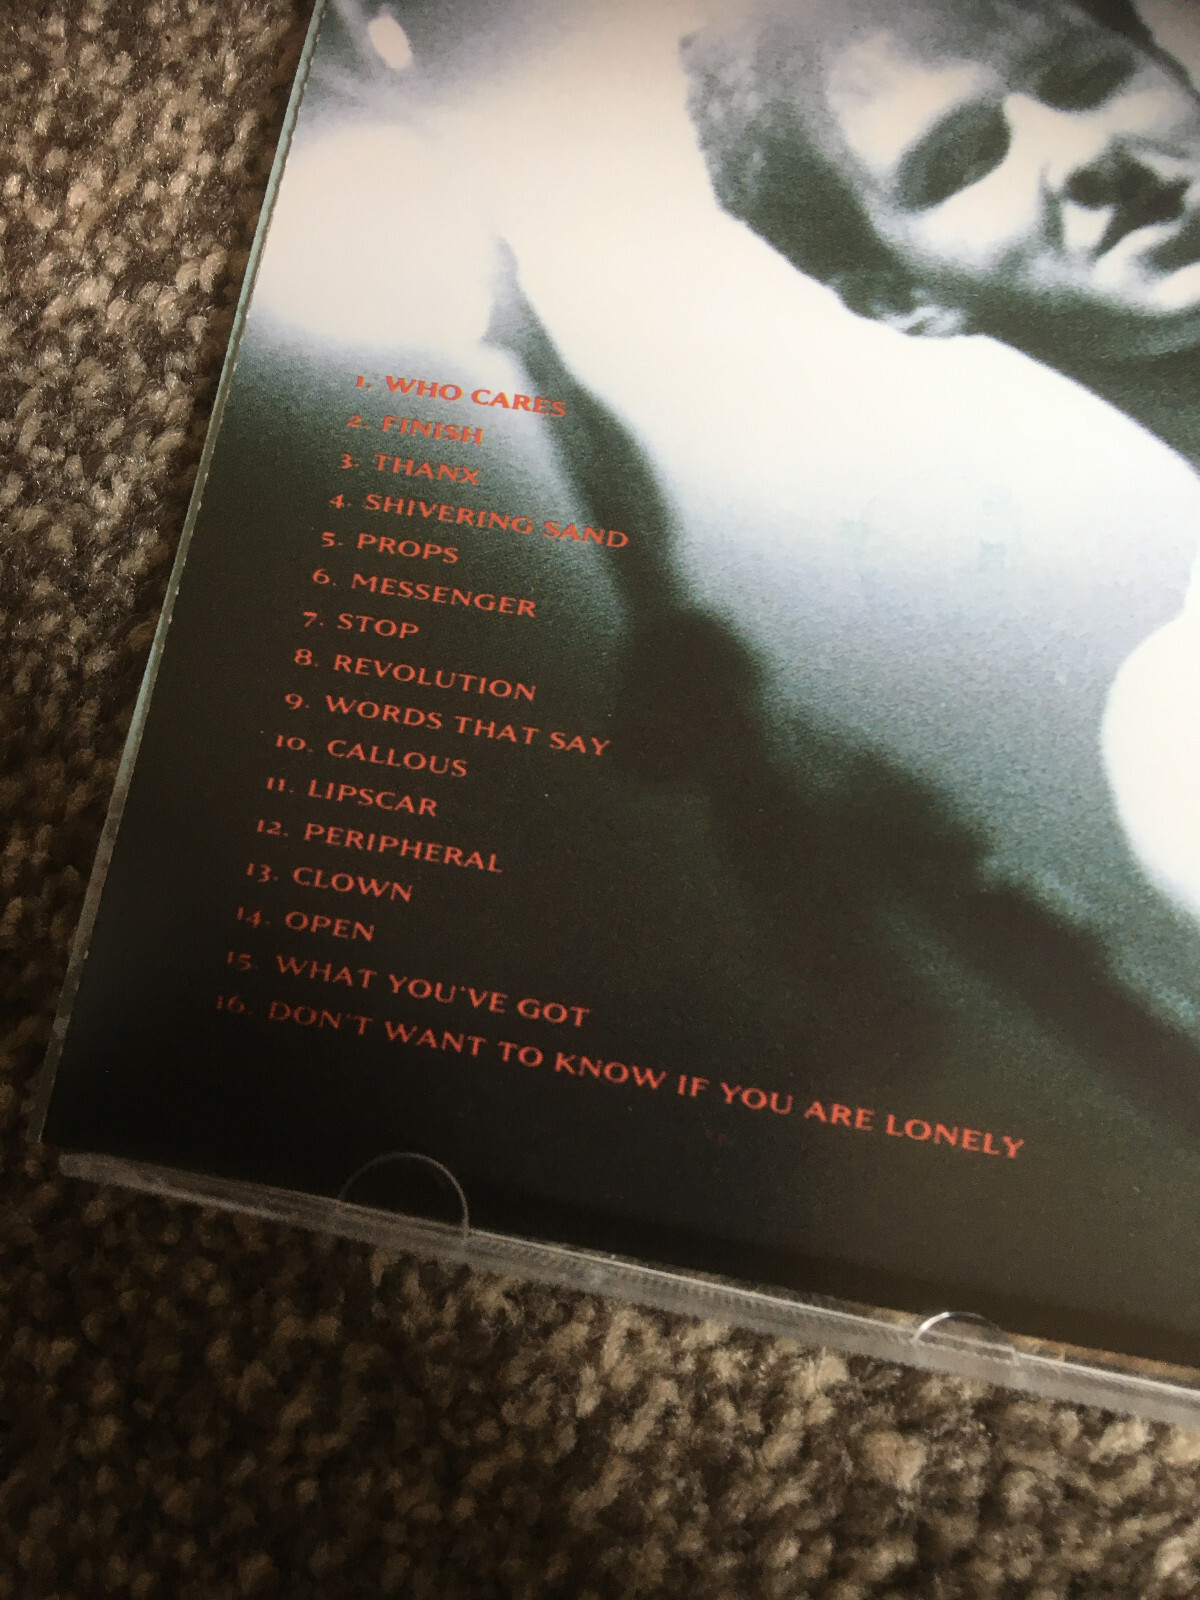 1. WHO CARES
2. FINISH
3. THANX
4. SHIVERING SAND
5. PROPS
6. MESSENGER
7. STOP
8. REVOLUTION
9. WORDS THAT SAY
10. CALLOUS
11. LIPSCAR
12. PERIPHERAL
13. CLOWN
14. OPEN
15. WHAT YOU'VE GOT
16. DON'T WANT TO KNOW IF YOU ARE LONELY